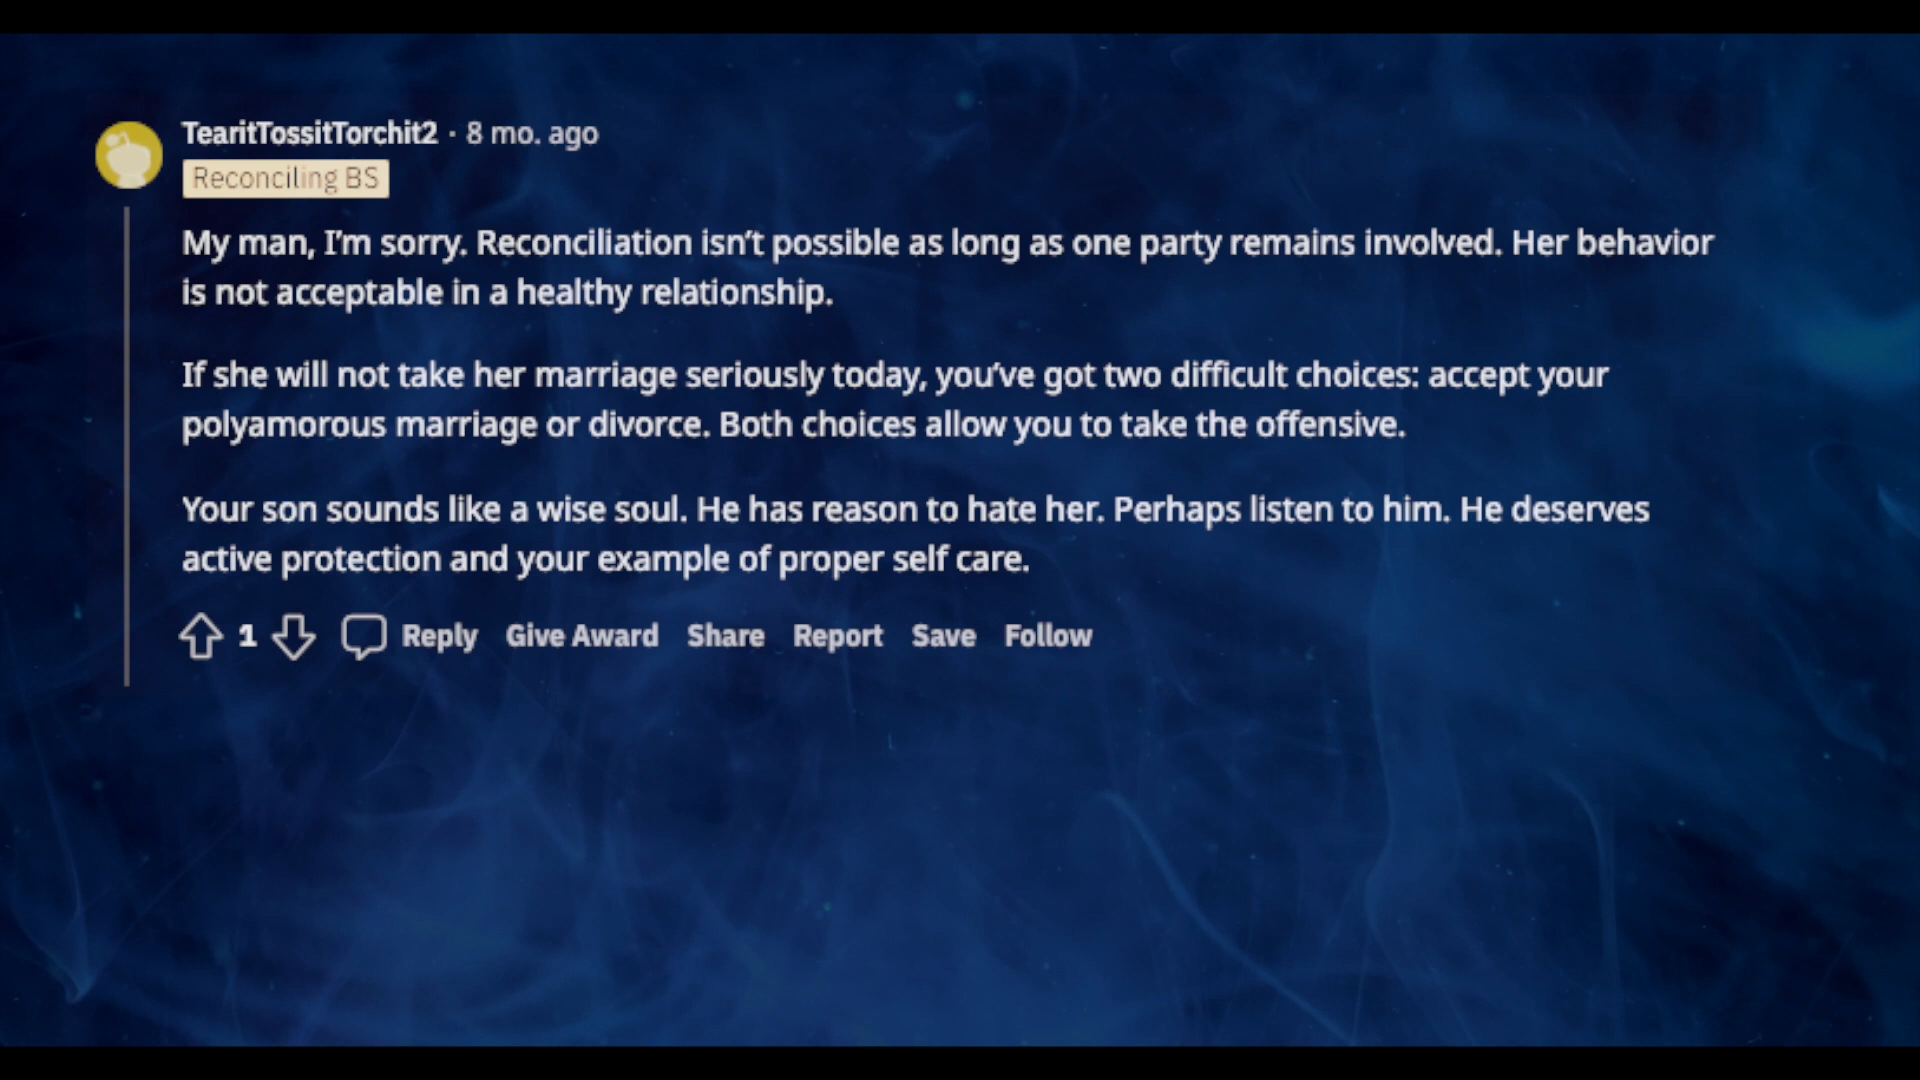 TearitTossitTorchit2 · 8 mo. ago
Reconciling BS
My man, I'm sorry. Reconciliation isn't possible as long as one party remains involved. Her behavior
is not acceptable in a healthy relationship.
If she will not take her marriage seriously today, you've got two difficult choices: accept your
polyamorous marriage or divorce. Both choices allow you to take the offensive.
Your son sounds like a wise soul. He has reason to hate her. Perhaps listen to him. He deserves
active protection and your example of proper self care.
1 Reply Give Award Share Report Save Follow